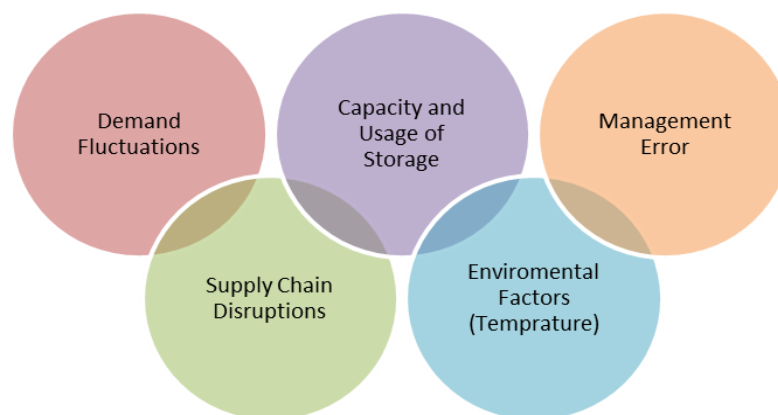 Demand
Fluctuations
Capacity and
Usage of
Storage
Management
Error
Supply Chain
Disruptions
Enviromental
Factors
(Temprature)